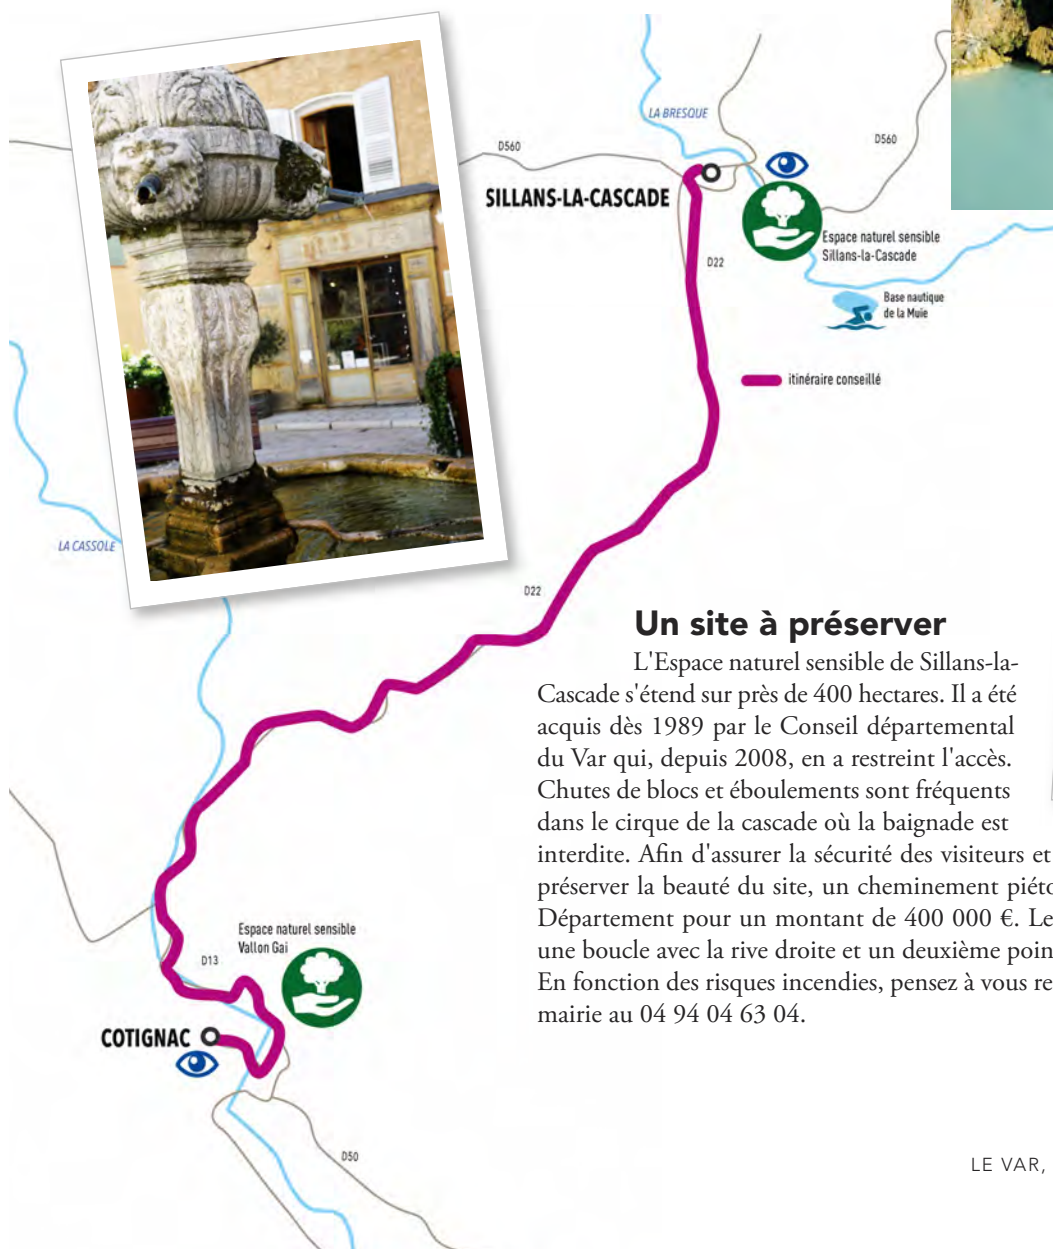 LA BRESQUE
D560
D560
SILLANS-LA-CASCADE
Espace naturel sensible
Sillans-la-Cascade
D22
Base nautique
de la Muie
itinéraire conseillé
LA CASSOLE
D22
Un site à préserver
L'Espace naturel sensible de Sillans-la-
Cascade s'étend sur près de 400 hectares. Il a été
acquis dès 1989 par le Conseil départemental
du Var qui, depuis 2008, en a restreint l'accès.
Chutes de blocs et éboulements sont fréquents
dans le cirque de la cascade où la baignade est
interdite. Afin d'assurer la sécurité des visiteurs et
préserver la beauté du site, un cheminement piéto
Département pour un montant de 400 000 €. Le
une boucle avec la rive droite et un deuxième poin
En fonction des risques incendies, pensez à vous re
mairie au 04 94 04 63 04.
Espace naturel sensible
Vallon Gai
D13
COTIGNAC
D50
LE VAR,